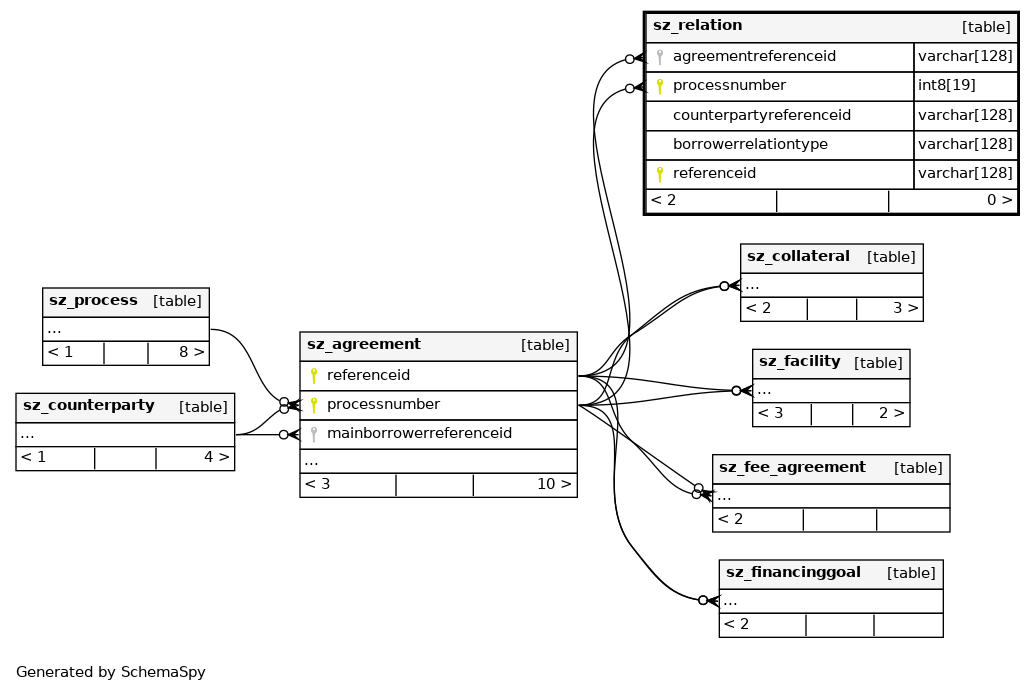 sz_relation [table]
agreementreferenceid varchar[128]
processnumber int8[19]
counterpartyreferenceid varchar[128]
borrowerrelationtype varchar[128]
referenceid varchar[128]
< 2 0 >
sz_collateral [table]
...
< 2 3 >
sz_process [table]
...
< 1 8 >
sz_agreement [table]
referenceid
processnumber
mainborrowerreferenceid
...
< 3 10 >
sz_facility [table]
...
< 3 2 >
sz_counterparty [table]
...
< 1 4 >
sz_fee_agreement [table]
...
< 2
sz_financinggoal [table]
...
< 2
Generated by SchemaSpy